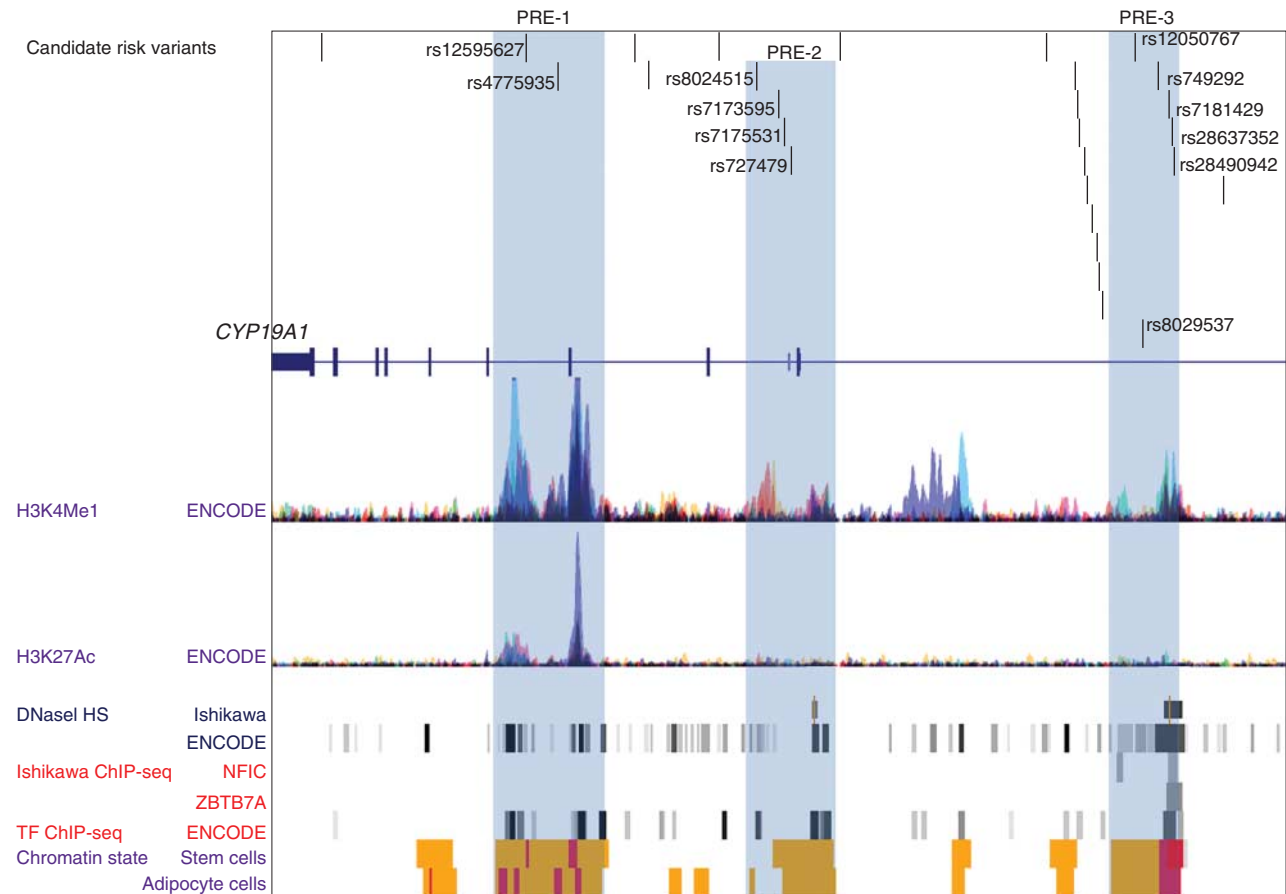 PRE-1
PRE-3
Candidate risk variants
rs12595627
rs12050767
PRE-2
rs4775935
rs8024515
rs749292
rs7173595
rs7181429
rs7175531
rs28637352
rs727479
rs28490942
rs8029537
CYP19A1
H3K4Me1 ENCODE
H3K27Ac ENCODE
DNaseI HS Ishikawa
ENCODE
Ishikawa ChIP-seq NFIC
ZBTB7A
TF ChIP-seq ENCODE
Chromatin state Stem cells
Adipocyte cells